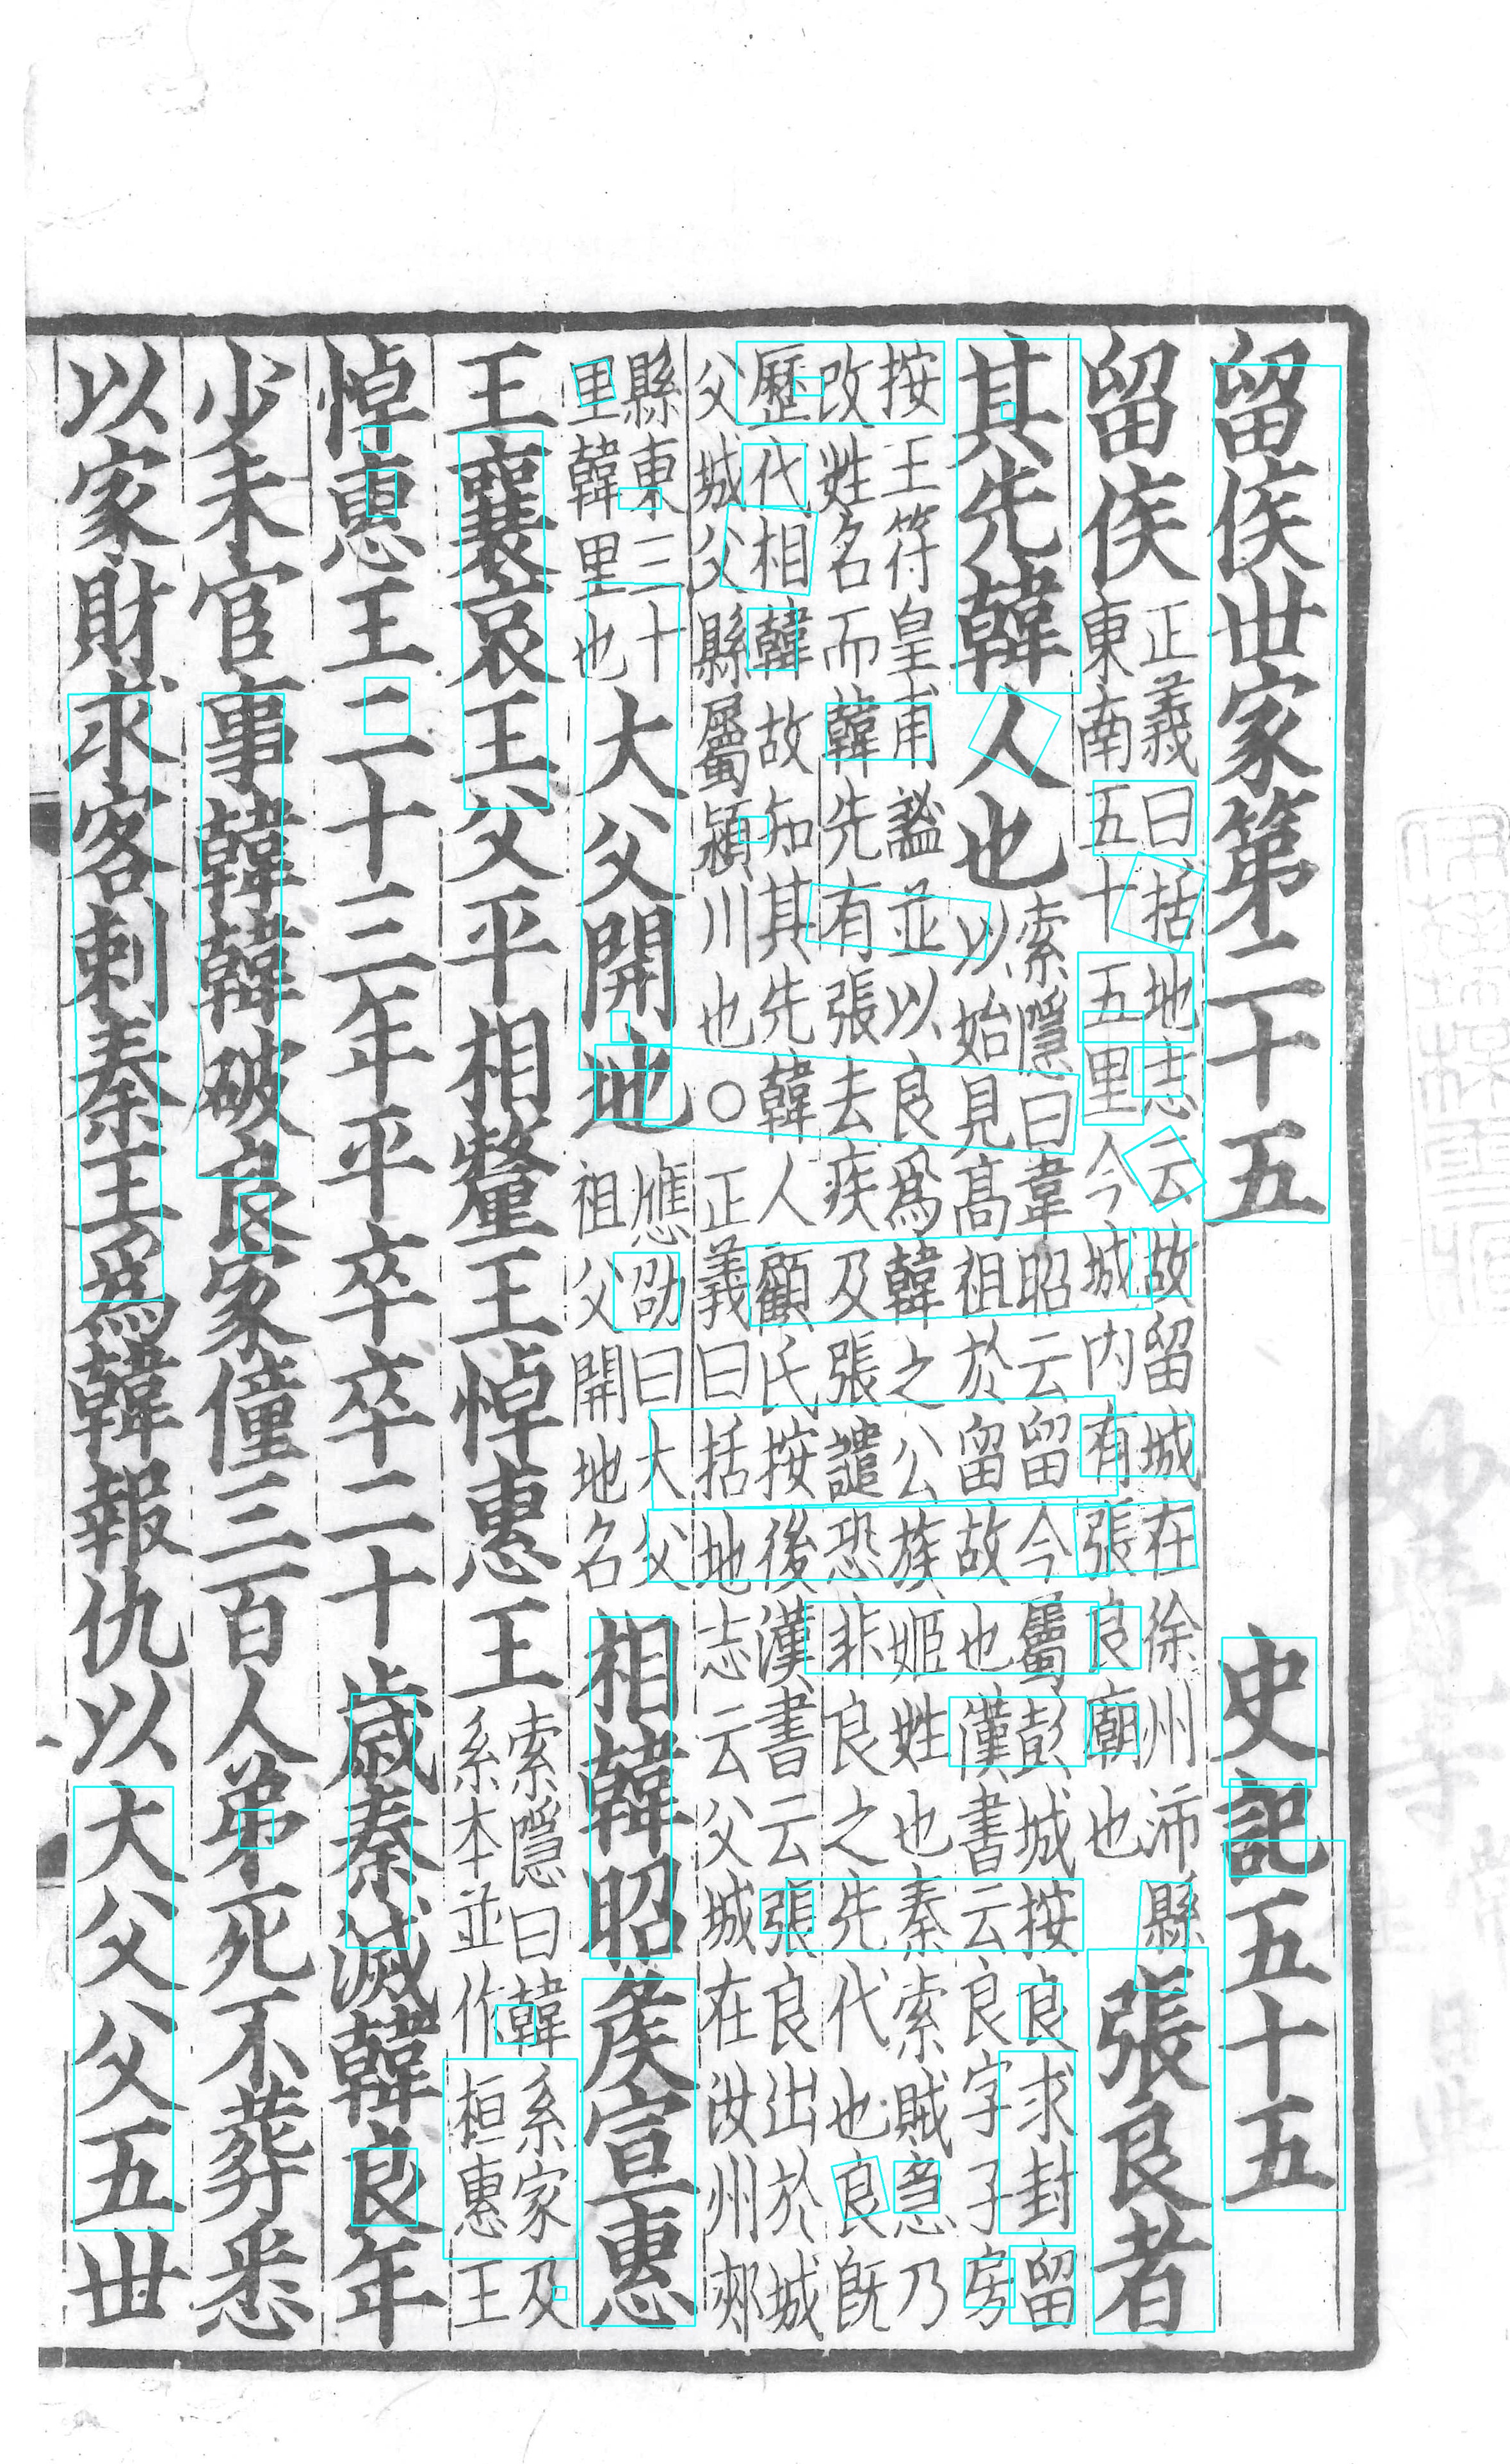 留侯世家第二十五
史記五十五
留侯
正義曰括地志云故留城在徐州沛縣
東南五十五里今城内有張良廟也
張良者
其先韓人也
索隱曰韋昭云留今屬彭城按良求封留
以始見高祖於留故也漢書云良字子房
按王符皇甫謐並以良爲韓之公族姬姓也秦索賊急乃
改姓名而韓先有張去疾及張譴恐非良之先代也良既
歷代相韓故知其先韓人顧氏按後漢書云張良出於城
父城父縣屬潁川也○正義曰括地志云父城在汝州郟
縣東三十
里韓里也
大父開地
應劭曰大父
祖父開地名
相韓昭侯宣惠
王襄哀王父平相釐王悼惠王
索隱曰韓系家及
系本並作桓惠王
悼惠王二十三年平卒卒二十歲秦滅韓良年
少未官事韓韓破良家僮三百人弟死不葬悉
以家財求客刺秦王爲韓報仇以大父父五世